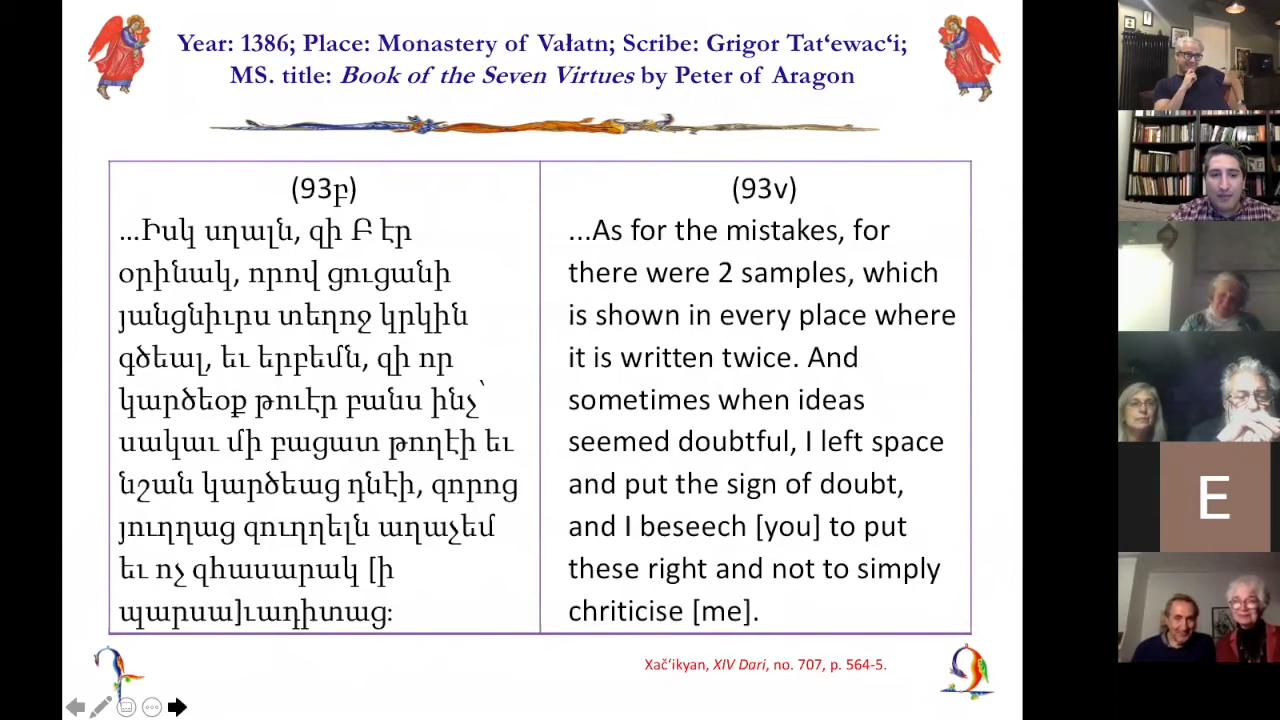 Year: 1386; Place: Monastery of Vałatn; Scribe: Grigor Tat‘ewac‘i;
MS. title: Book of the Seven Virtues by Peter of Aragon
(93բ)
...Իսկ սղալն, զի Բ էր
օրինակ, որով ցուցանի
յանցնիւրս տեղոջ կրկին
գծեալ, եւ երբեմն, զի որ
կարծեօք թուէր բանս ինչ՝
սակաւ մի բացատ թողէի եւ
նշան կարծեաց դնէի, զորոց
յուղղաց զուղղելն աղաչեմ
եւ ոչ զհասարակ [ի
պարսա]ւադիտաց։
(93v)
...As for the mistakes, for
there were 2 samples, which
is shown in every place where
it is written twice. And
sometimes when ideas
seemed doubtful, I left space
and put the sign of doubt,
and I beseech [you] to put
these right and not to simply
chriticise [me].
Xač‘ikyan, XIV Dari, no. 707, p. 564-5.
E